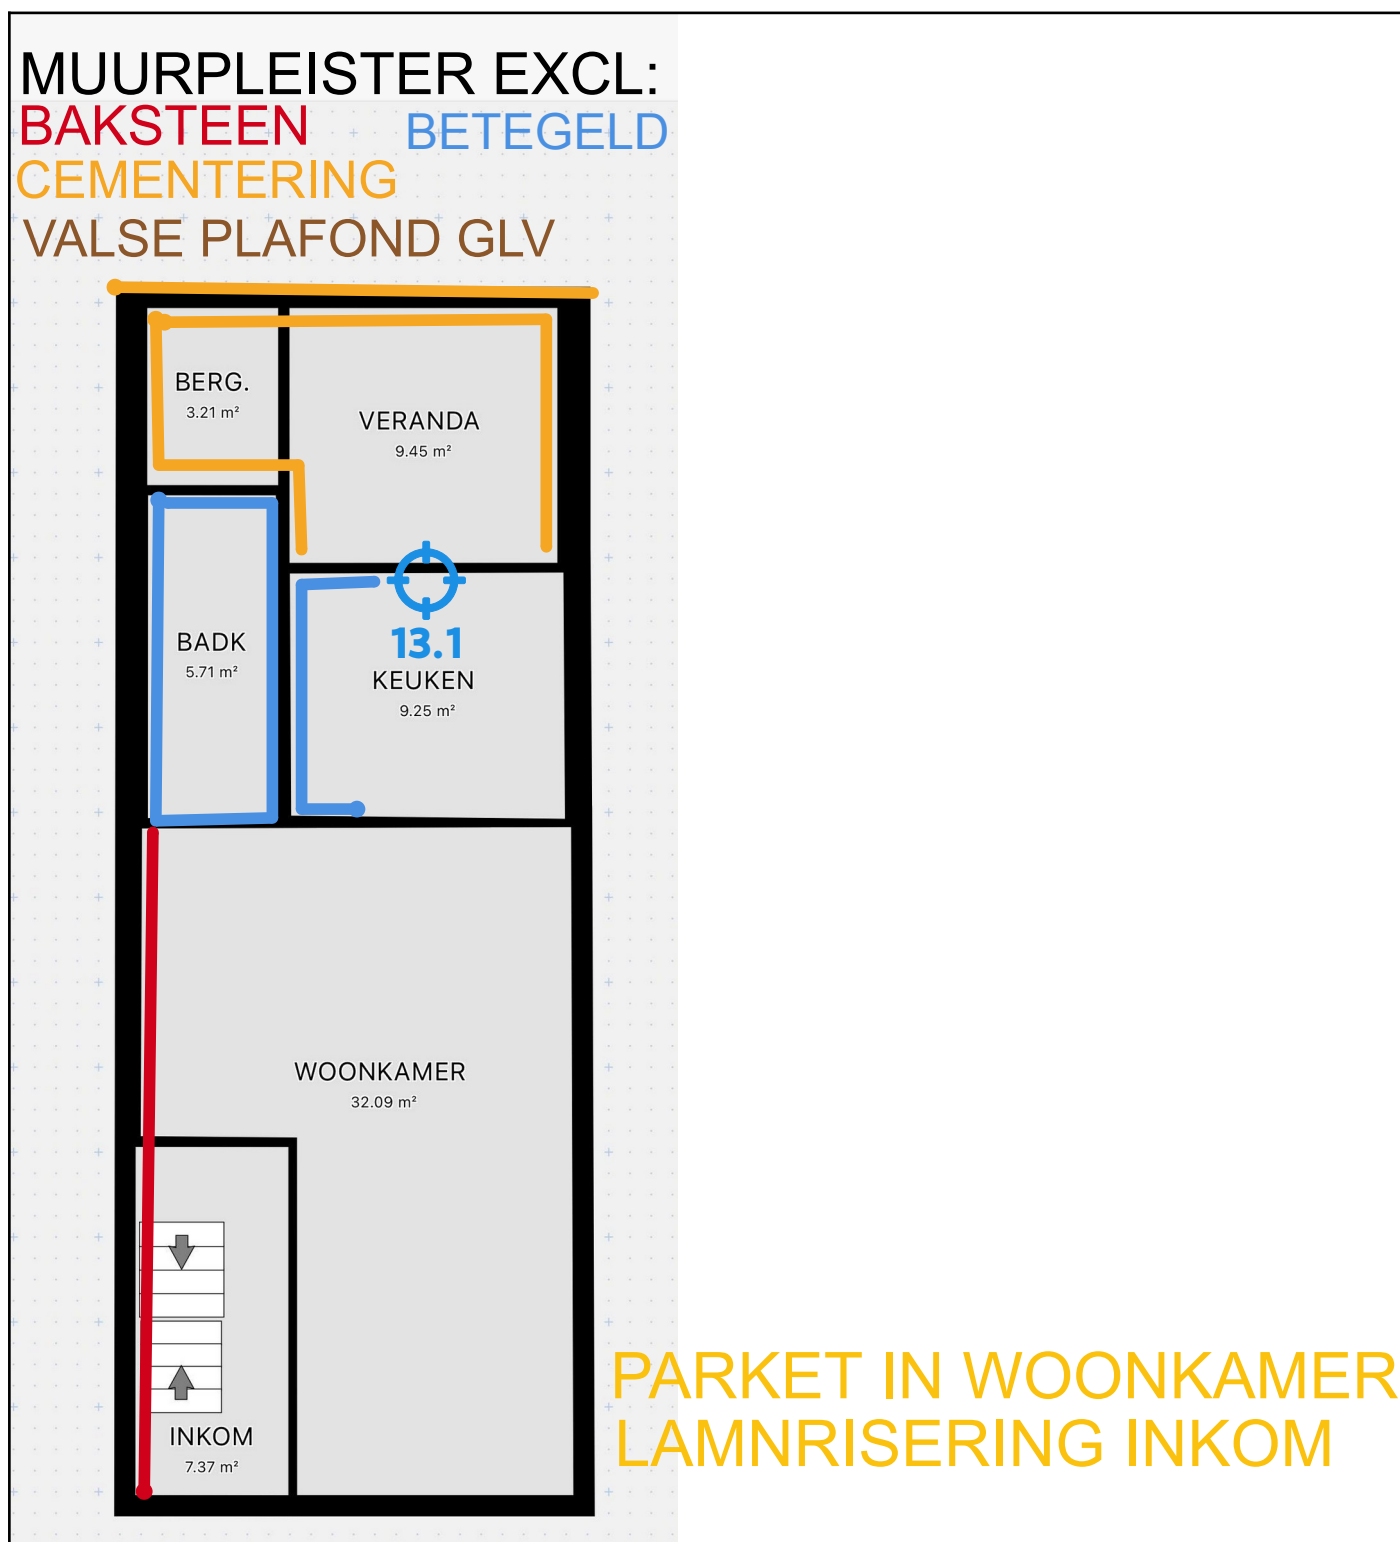 MUURPLEISTER EXCL:
BAKSTEEN BETEGELD
CEMENTERING
VALSE PLAFOND GLV
BERG.
3.21 m²
VERANDA
9.45 m²
13.1
BADK
5.71 m²
KEUKEN
9.25 m²
WOONKAMER
32.09 m²
PARKET IN WOONKAMER
LAMNRISERING INKOM
INKOM
7.37 m²